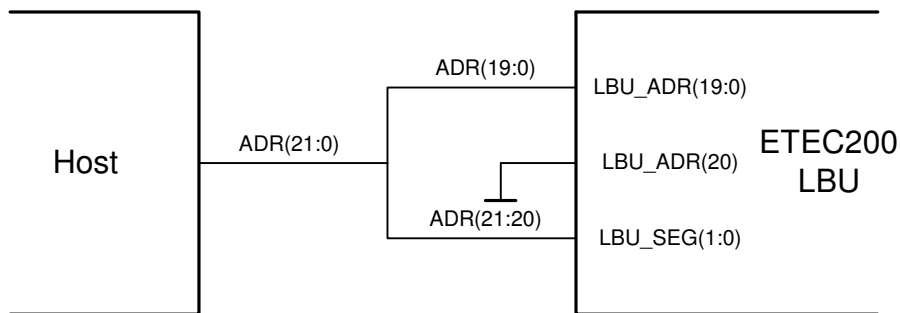 ADR(19:0)
LBU_ADR(19:0)
ADR(21:0)
Host
LBU_ADR(20)
ETEC200
LBU
ADR(21:20)
LBU_SEG(1:0)